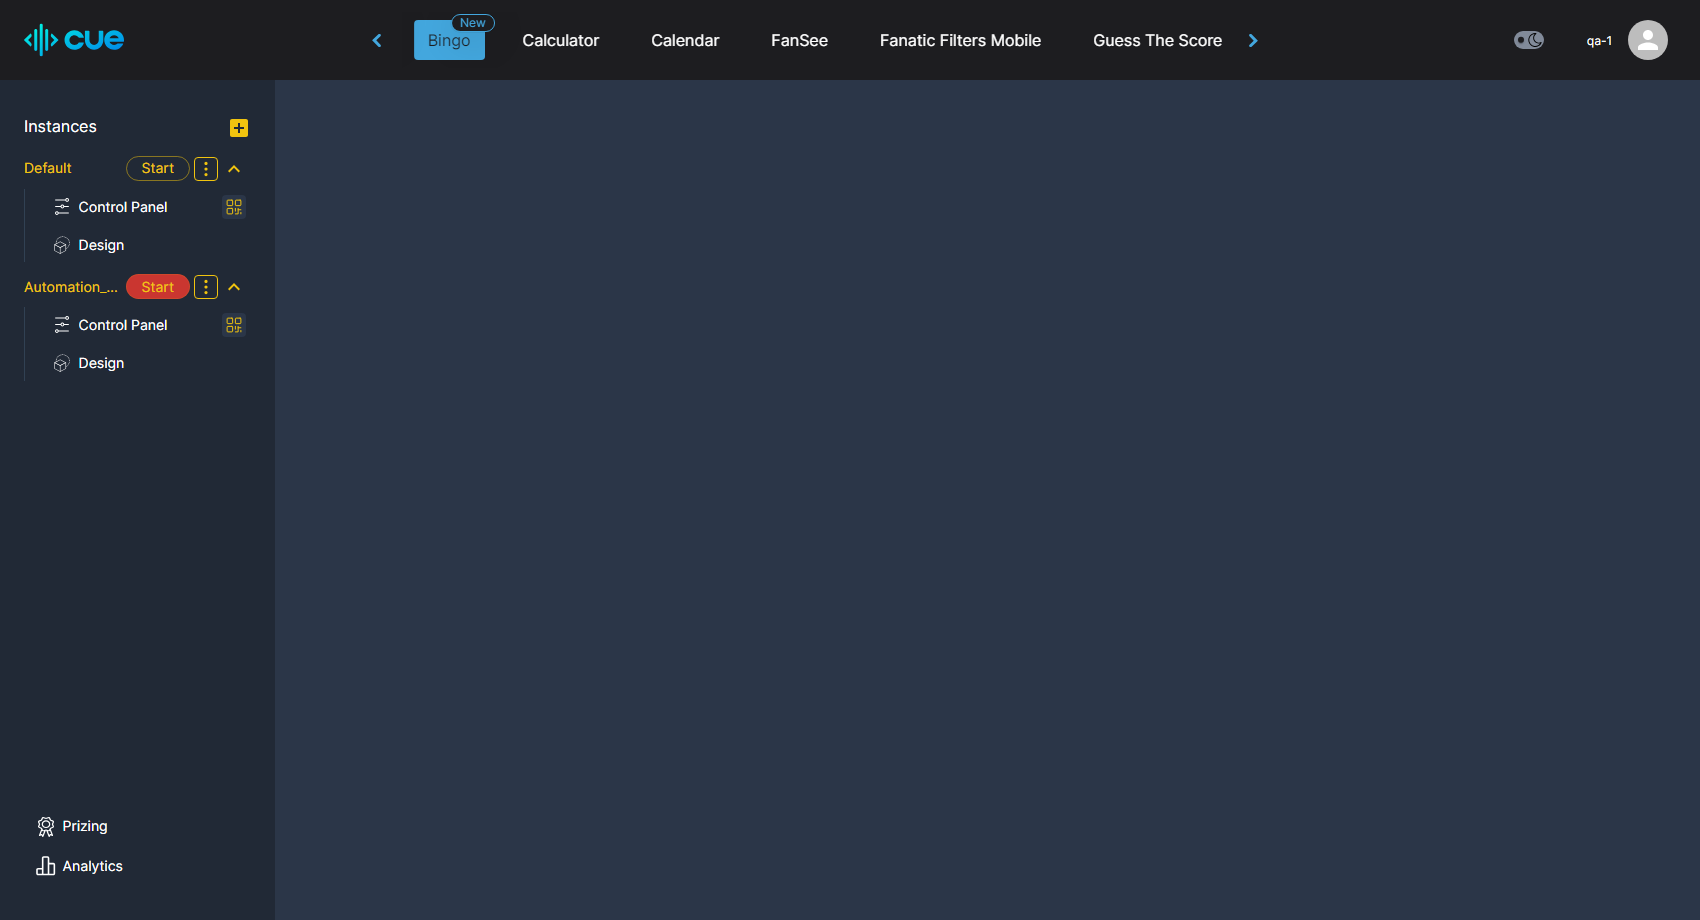 cue
New
Bingo
Calculator
Calendar
FanSee
Fanatic Filters Mobile
Guess The Score
qa-1
Instances
Default
Start
Control Panel
Design
Automation_...
Start
Control Panel
Design
Prizing
Analytics